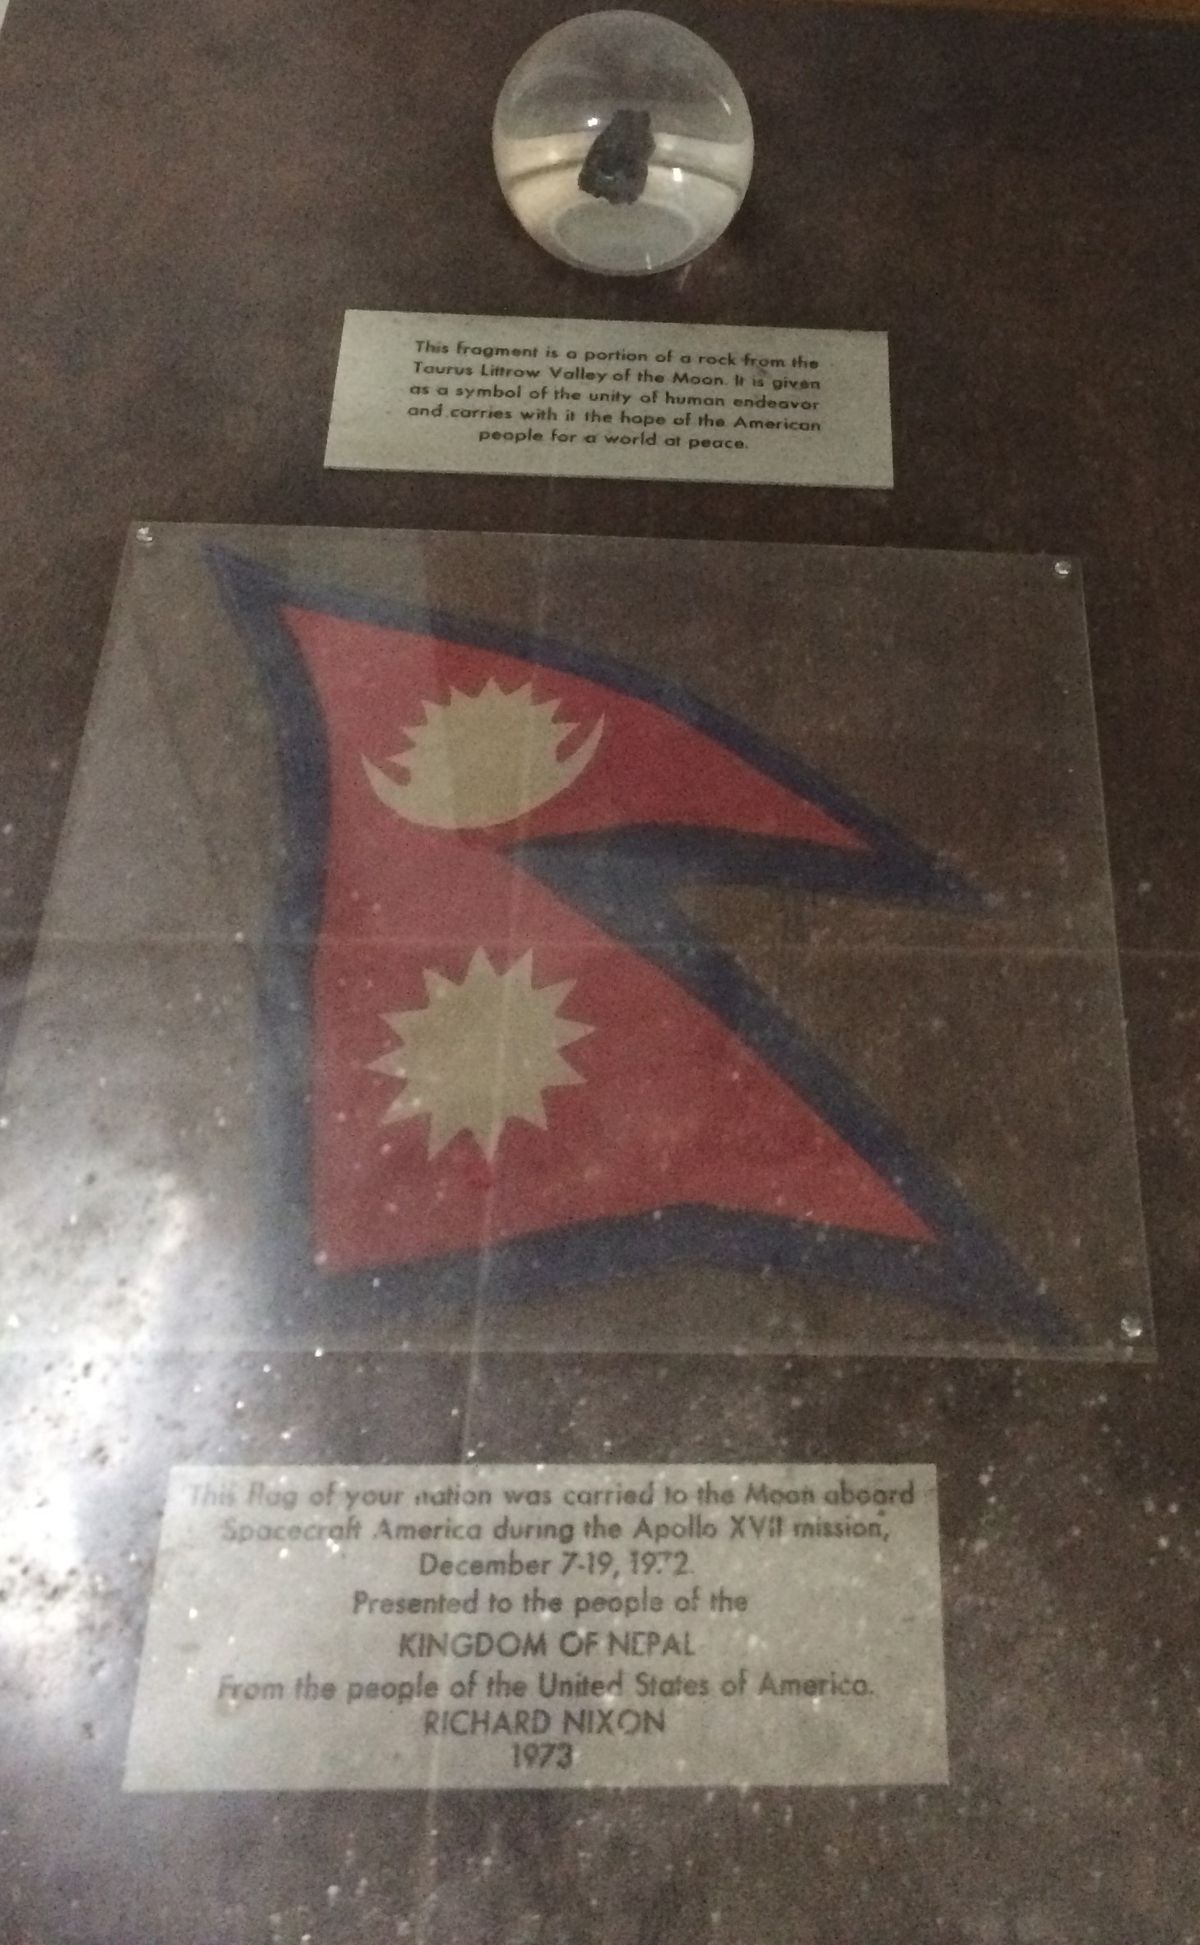 This fragment is a portion of a rock from the
Taurus Littrow Valley of the Moon. It is given
as a symbol of the unity of human endeavor
and carries with it the hope of the American
people for a world at peace.
This flag of your nation was carried to the Moon aboard
Spacecraft America during the Apollo XVII mission,
December 7-19, 1972.
Presented to the people of the
KINGDOM OF NEPAL
From the people of the United States of America.
RICHARD NIXON
1973